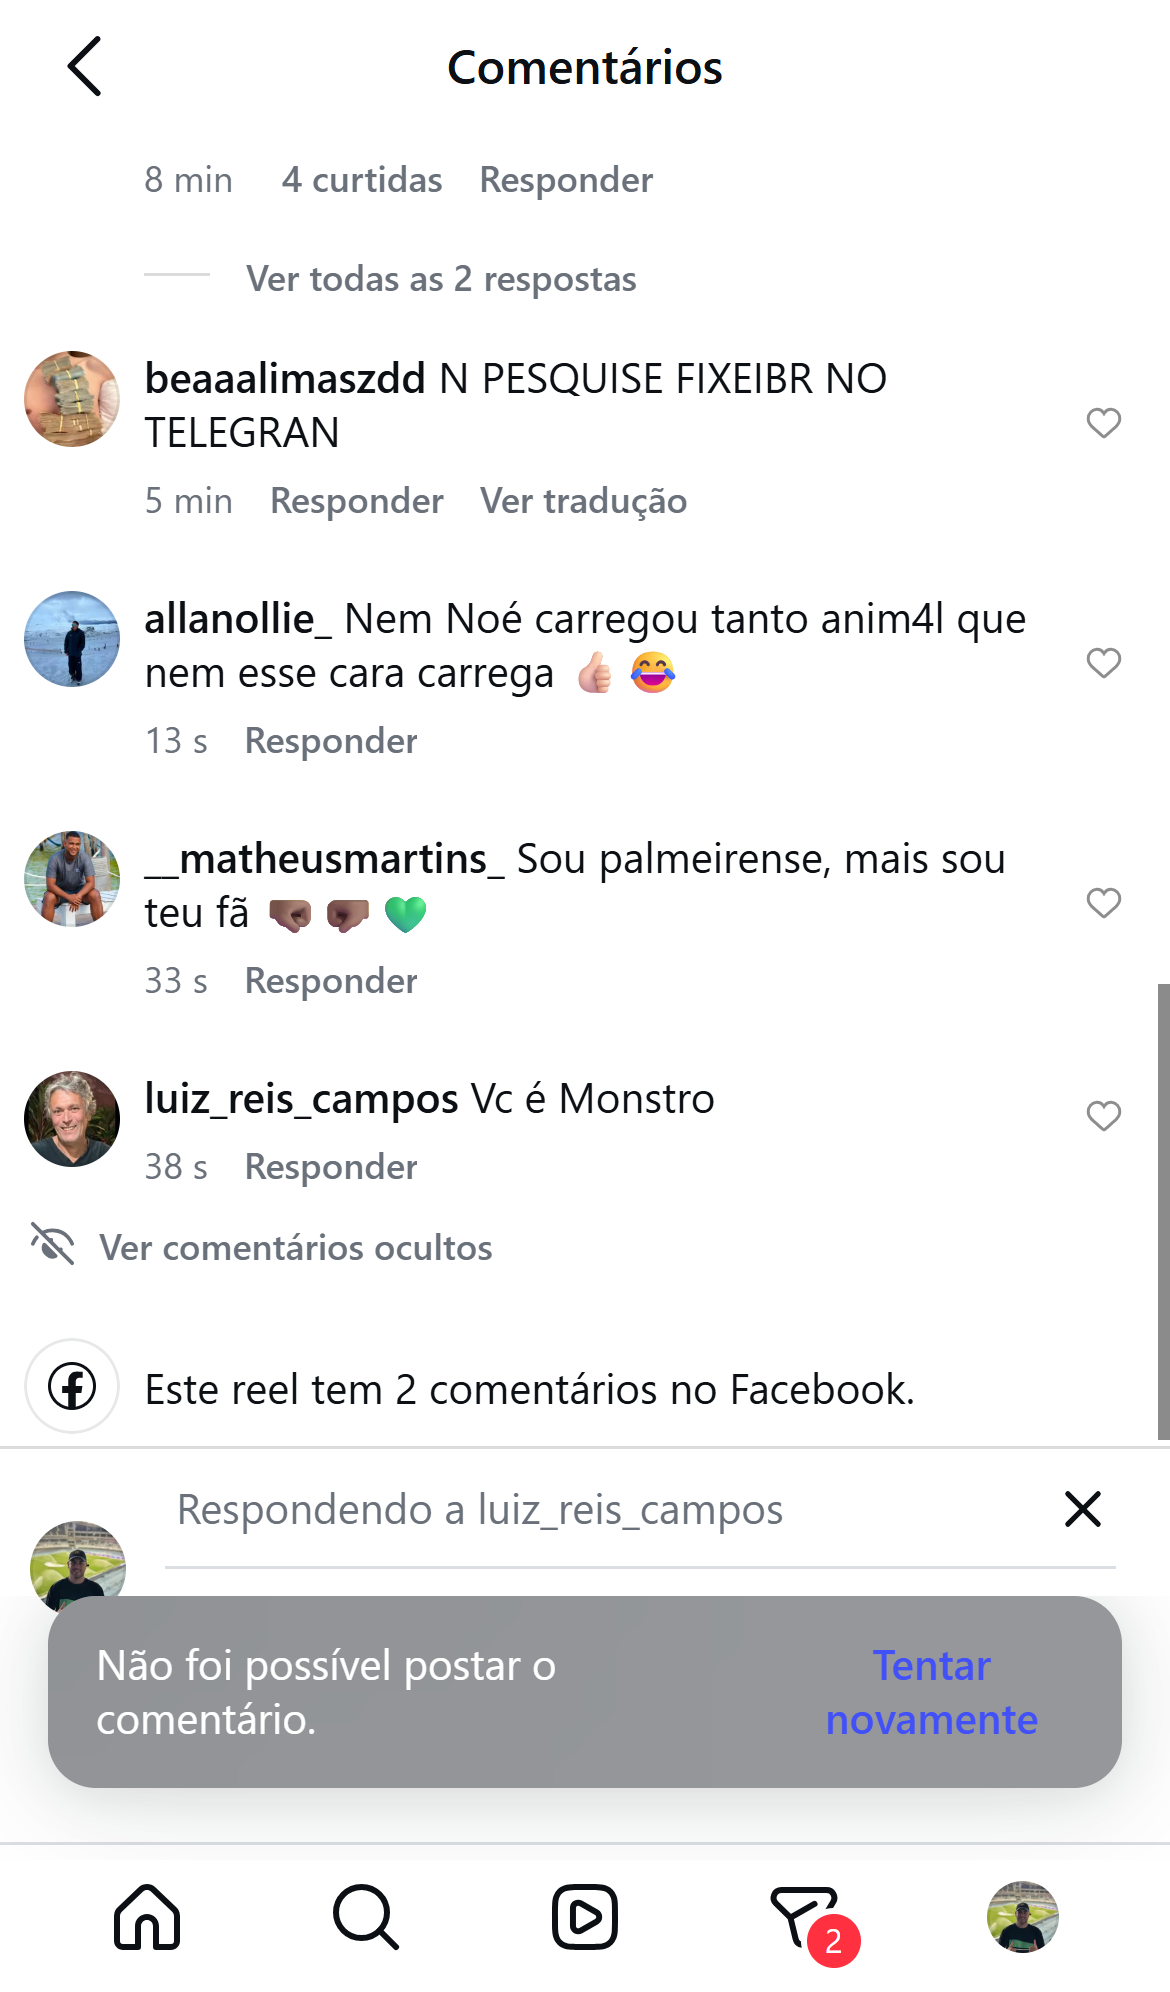 Comentários
8 min 4 curtidas Responder
Ver todas as 2 respostas
beaaalimaszdd N PESQUISE FIXEIBR NO
TELEGRAN
5 min Responder Ver tradução
allanollie_ Nem Noé carregou tanto anim4l que
nem esse cara carrega 👍🏻 😂
13 s Responder
__matheusmartins_ Sou palmeirense, mais sou
teu fã 🤜🏾 🤛🏾 💚
33 s Responder
luiz_reis_campos Vc é Monstro
38 s Responder
Ver comentários ocultos
Este reel tem 2 comentários no Facebook.
Respondendo a luiz_reis_campos
Não foi possível postar o
comentário.
Tentar
novamente
2